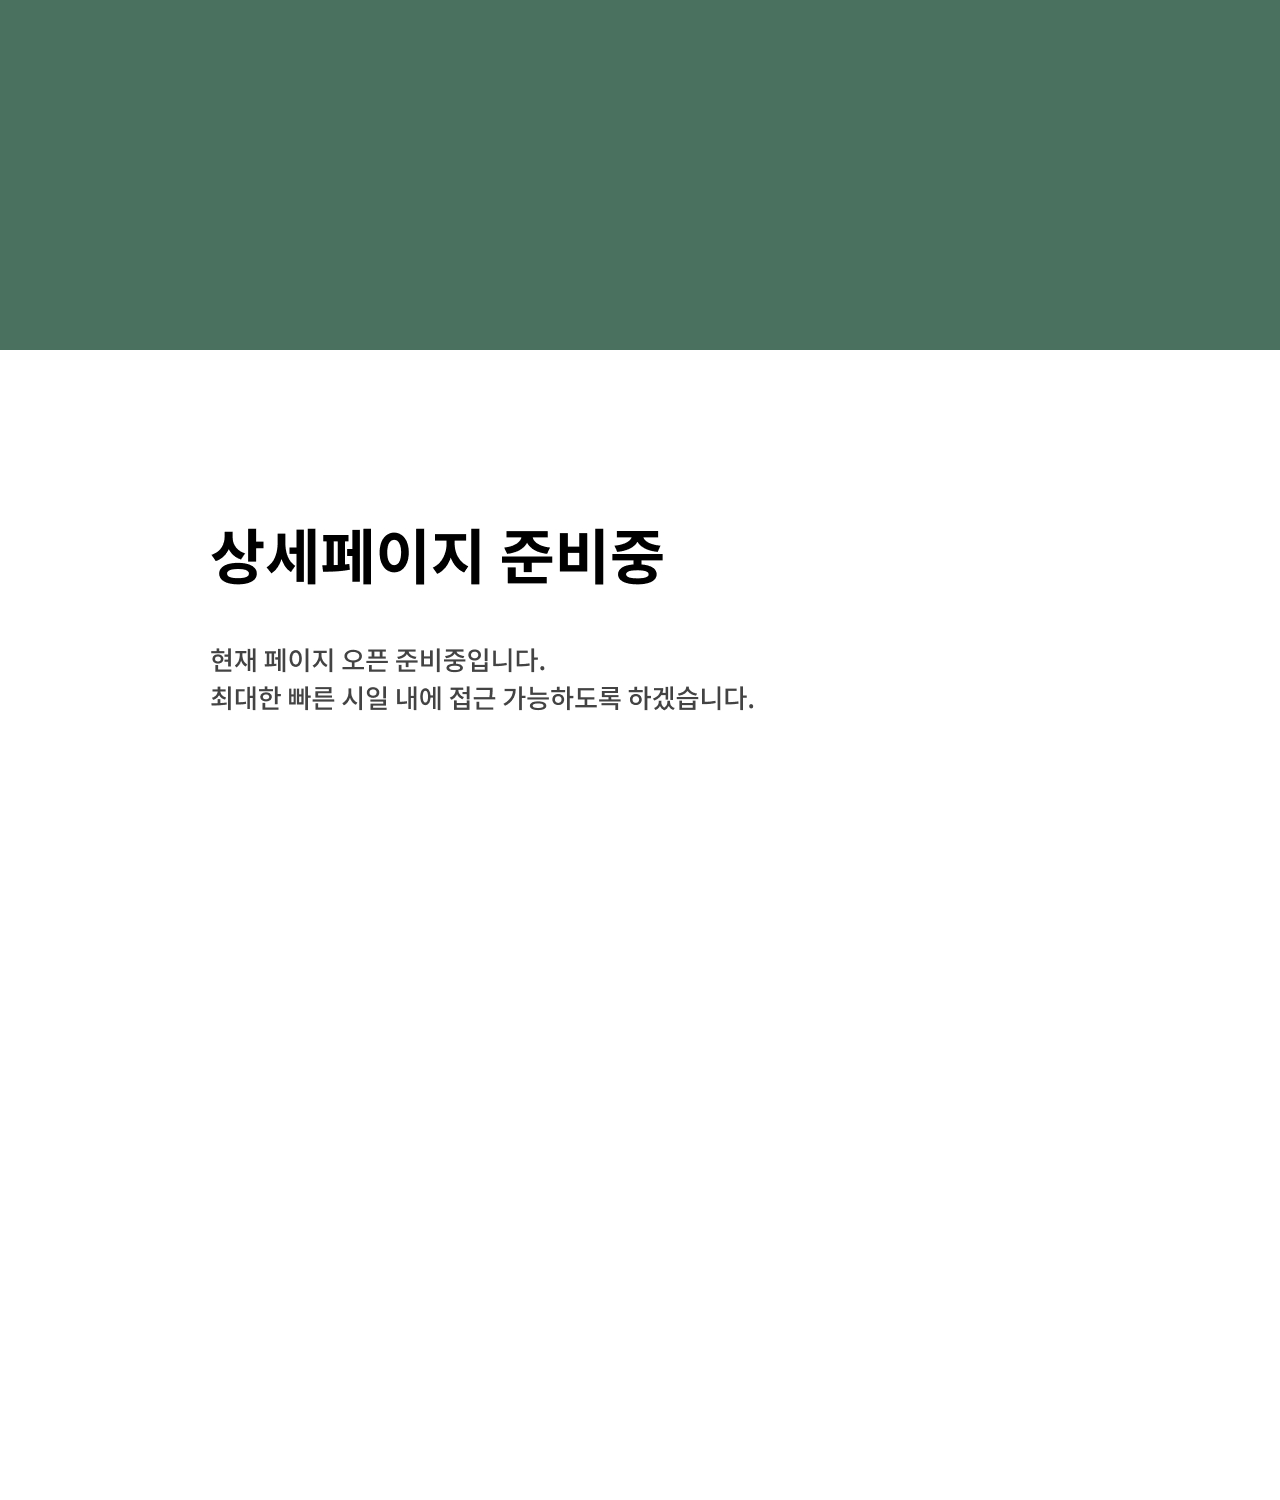 상세페이지 준비중
현재 페이지 오픈 준비중입니다.
최대한 빠른 시일 내에 접근 가능하도록 하겠습니다.